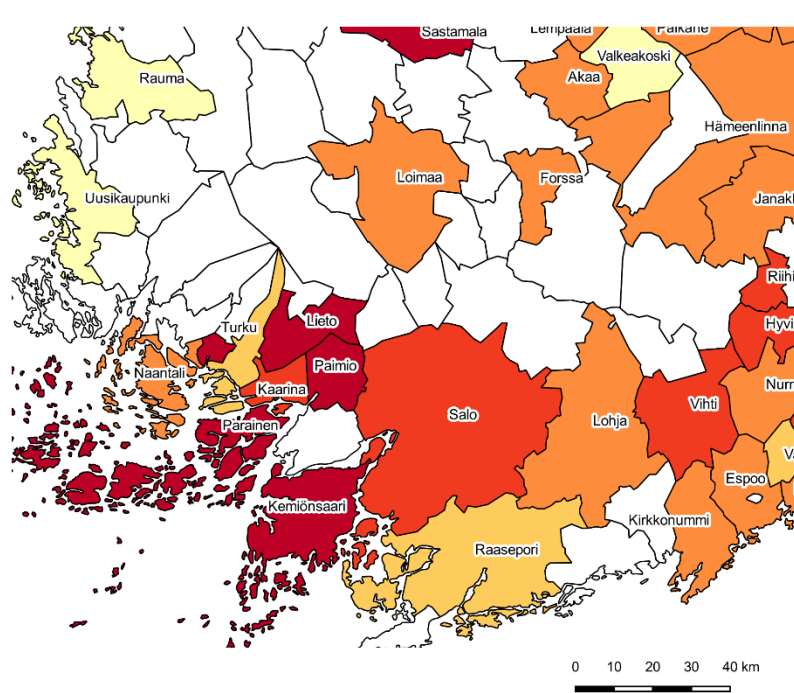 Sastamala
Lempäälä
Pälkäne
Valkeakoski
Rauma
Akaa
Hämeenlinna
Loimaa
Forssa
Uusikaupunki
Janakk
Riihi
Lieto
Turku
Hyvi
Paimio
Naantali
Kaarina
Nurm
Vihti
Salo
Lohja
Parainen
Va
Espoo
Kemiönsaari
Kirkkonummi
Raasepori
0 10 20 30 40 km